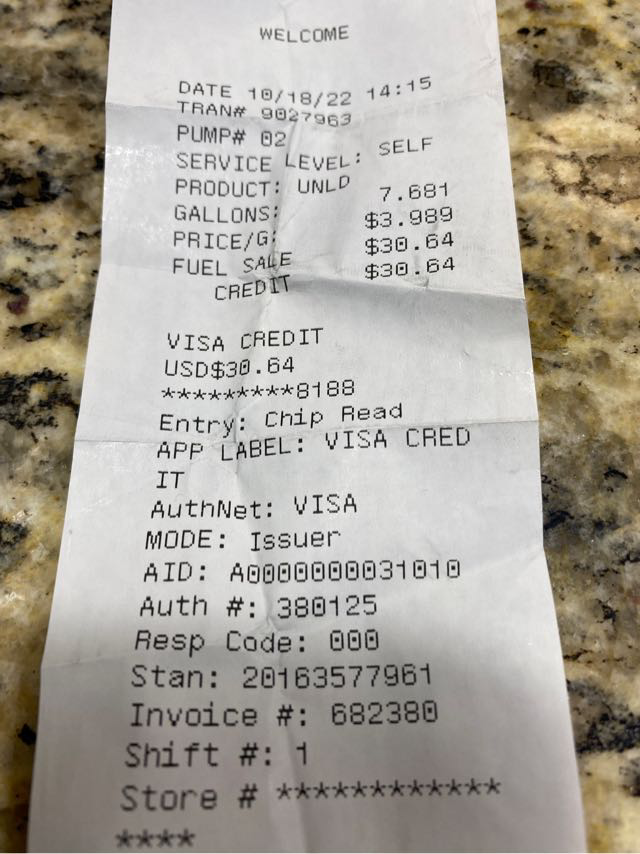 WELCOME
DATE 10/18/22 14:15
TRAN# 9027963
PUMP# 02
SERVICE LEVEL: SELF
PRODUCT: UNLD
GALLONS: 7.681
PRICE/G: $3.989
FUEL SALE $30.64
CREDIT $30.64
VISA CREDIT
USD$30.64
*********8188
Entry: Chip Read
APP LABEL: VISA CRED
IT
AuthNet: VISA
MODE: Issuer
AID: A0000000031010
Auth #: 380125
Resp Code: 000
Stan: 20163577961
Invoice #: 682380
Shift #: 1
Store # ************
****